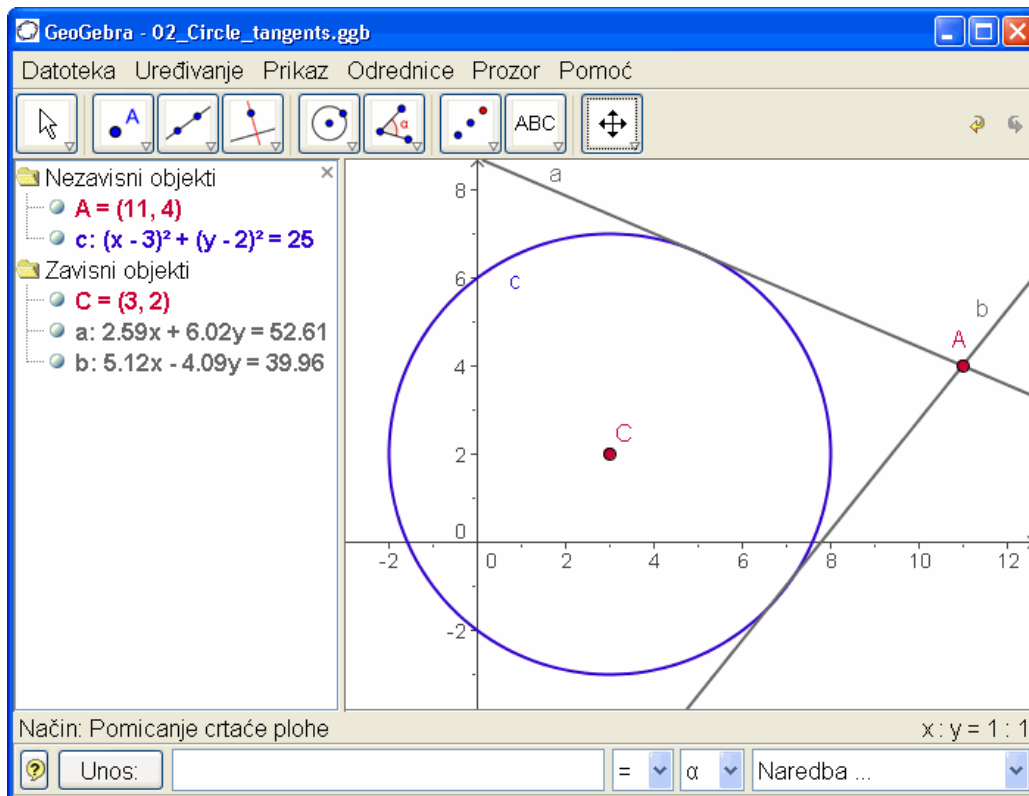 GeoGebra - 02_Circle_tangents.ggb
Datoteka Uređivanje Prikaz Odrednice Prozor Pomoć
A
α
ABC
Nezavisni objekti
A = (11, 4)
c: (x - 3)² + (y - 2)² = 25
Zavisni objekti
C = (3, 2)
a: 2.59x + 6.02y = 52.61
b: 5.12x - 4.09y = 39.96
a
8
6
c
b
A
4
C
2
0
-2 0 2 4 6 8 10 12
-2
Način: Pomicanje crtaće plohe
x : y = 1 : 1
? Unos: = α Naredba ...